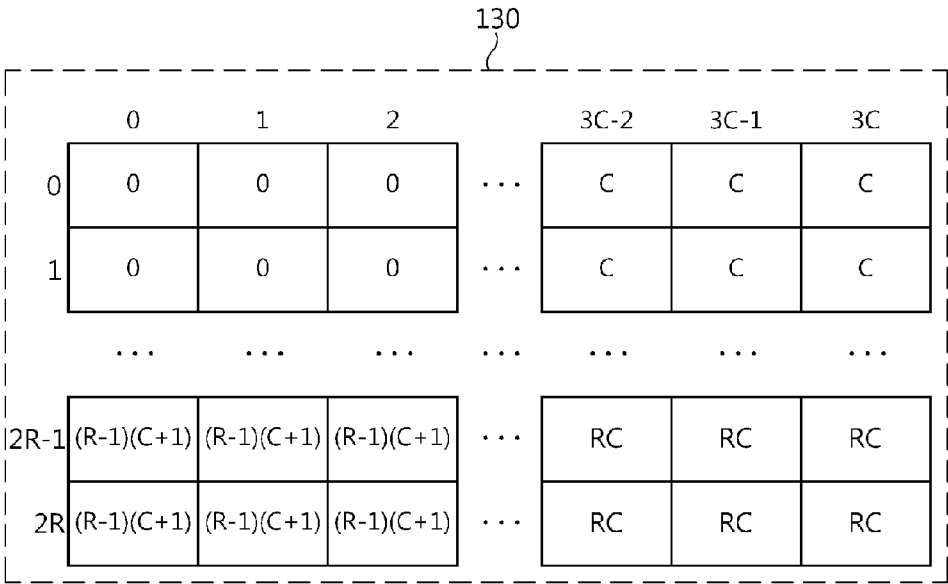 130
0 1 2 3C-2 3C-1 3C
0 0 0 0 ··· C C C
1 0 0 0 ··· C C C
··· ··· ··· ··· ··· ··· ···
2R-1 (R-1)(C+1) (R-1)(C+1) (R-1)(C+1) ··· RC RC RC
2R (R-1)(C+1) (R-1)(C+1) (R-1)(C+1) ··· RC RC RC